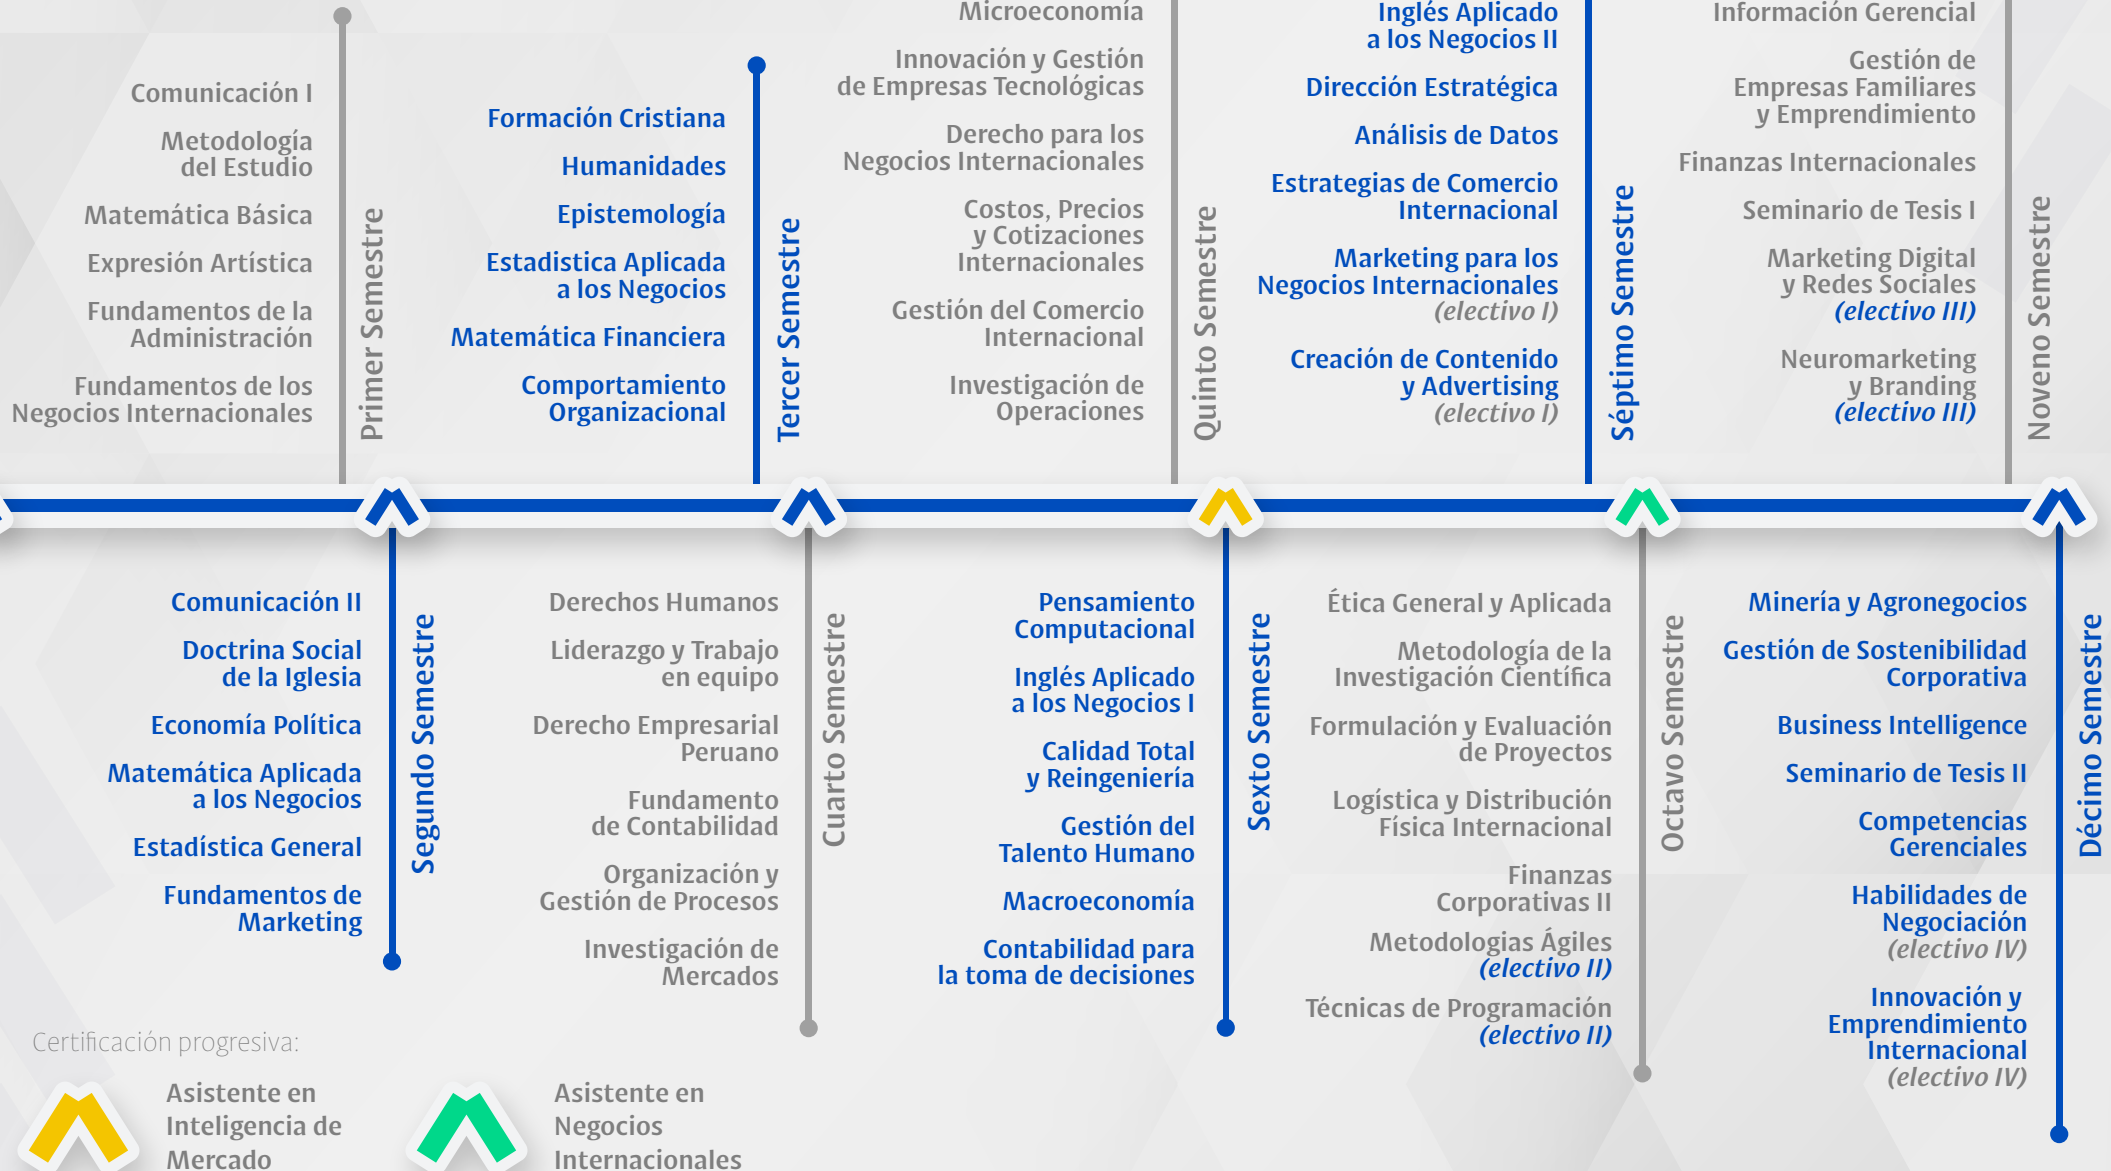 Comunicación I
Metodología
del Estudio
Matemática Básica
Expresión Artística
Fundamentos de la
Administración
Fundamentos de los
Negocios Internacionales
Primer Semestre
Formación Cristiana
Humanidades
Epistemología
Estadistica Aplicada
a los Negocios
Matemática Financiera
Comportamiento
Organizacional
Tercer Semestre
Microeconomía
Innovación y Gestión
de Empresas Tecnológicas
Derecho para los
Negocios Internacionales
Costos, Precios
y Cotizaciones
Internacionales
Gestión del Comercio
Internacional
Investigación de
Operaciones
Quinto Semestre
Inglés Aplicado
a los Negocios II
Dirección Estratégica
Análisis de Datos
Estrategias de Comercio
Internacional
Marketing para los
Negocios Internacionales
(electivo I)
Creación de Contenido
y Advertising
(electivo I)
Séptimo Semestre
Información Gerencial
Gestión de
Empresas Familiares
y Emprendimiento
Finanzas Internacionales
Seminario de Tesis I
Marketing Digital
y Redes Sociales
(electivo III)
Neuromarketing
y Branding
(electivo III)
Noveno Semestre
Comunicación II
Doctrina Social
de la Iglesia
Economía Política
Matemática Aplicada
a los Negocios
Estadística General
Fundamentos de
Marketing
Segundo Semestre
Derechos Humanos
Liderazgo y Trabajo
en equipo
Derecho Empresarial
Peruano
Fundamento
de Contabilidad
Organización y
Gestión de Procesos
Investigación de
Mercados
Cuarto Semestre
Pensamiento
Computacional
Inglés Aplicado
a los Negocios I
Calidad Total
y Reingeniería
Gestión del
Talento Humano
Macroeconomía
Contabilidad para
la toma de decisiones
Sexto Semestre
Ética General y Aplicada
Metodología de la
Investigación Científica
Formulación y Evaluación
de Proyectos
Logística y Distribución
Física Internacional
Finanzas
Corporativas II
Metodologias Ágiles
(electivo II)
Técnicas de Programación
(electivo II)
Octavo Semestre
Minería y Agronegocios
Gestión de Sostenibilidad
Corporativa
Business Intelligence
Seminario de Tesis II
Competencias
Gerenciales
Habilidades de
Negociación
(electivo IV)
Innovación y
Emprendimiento
Internacional
(electivo IV)
Décimo Semestre
Certificación progresiva:
Asistente en
Inteligencia de
Mercado
Asistente en
Negocios
Internacionales